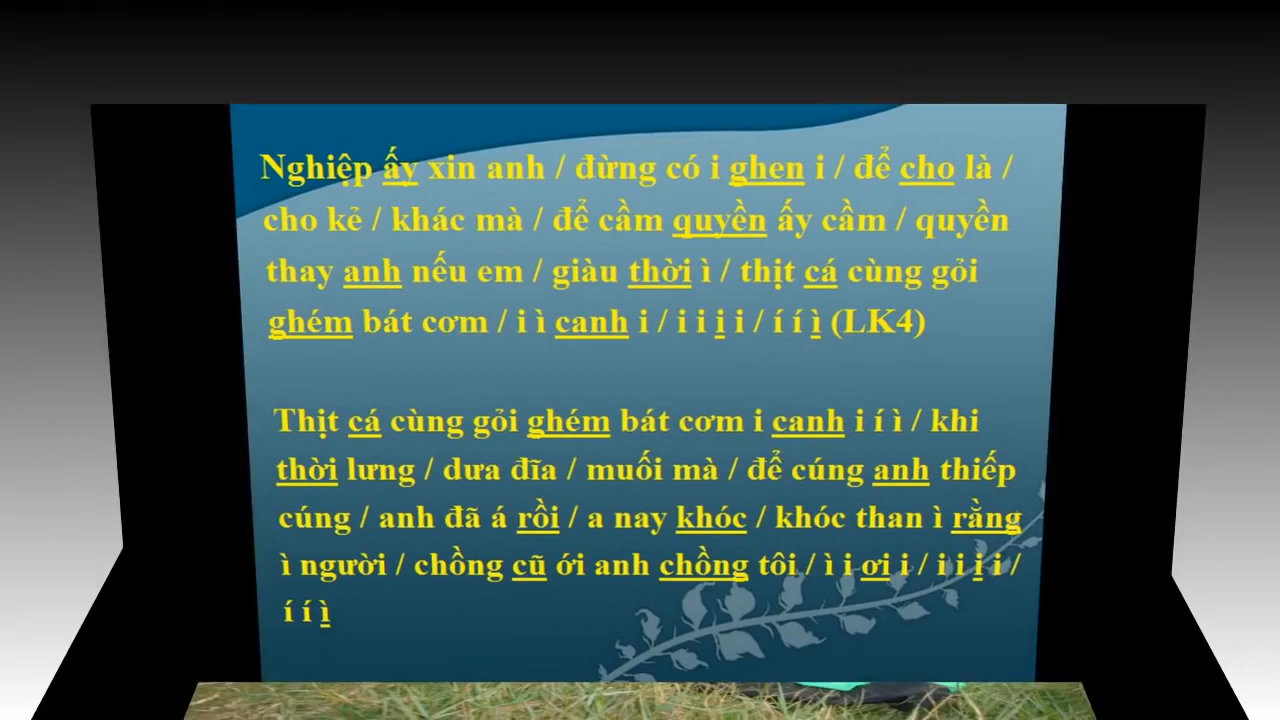 Nghiệp ấy xin anh / đừng có i ghen i / để cho là /
cho kẻ / khác mà / để cầm quyền ấy cầm / quyền
thay anh nếu em / giàu thời ì / thịt cá cùng gỏi
ghém bát cơm / i ì canh i / i i ị i / í í ì (LK4)
Thịt cá cùng gỏi ghém bát cơm i canh i í ì / khi
thời lưng / dưa đĩa / muối mà / để cúng anh thiếp
cúng / anh đã á rồi / a nay khóc / khóc than ì rằng
ì người / chồng cũ ới anh chồng tôi / ì i ơi i / i i ị i /
í í ì